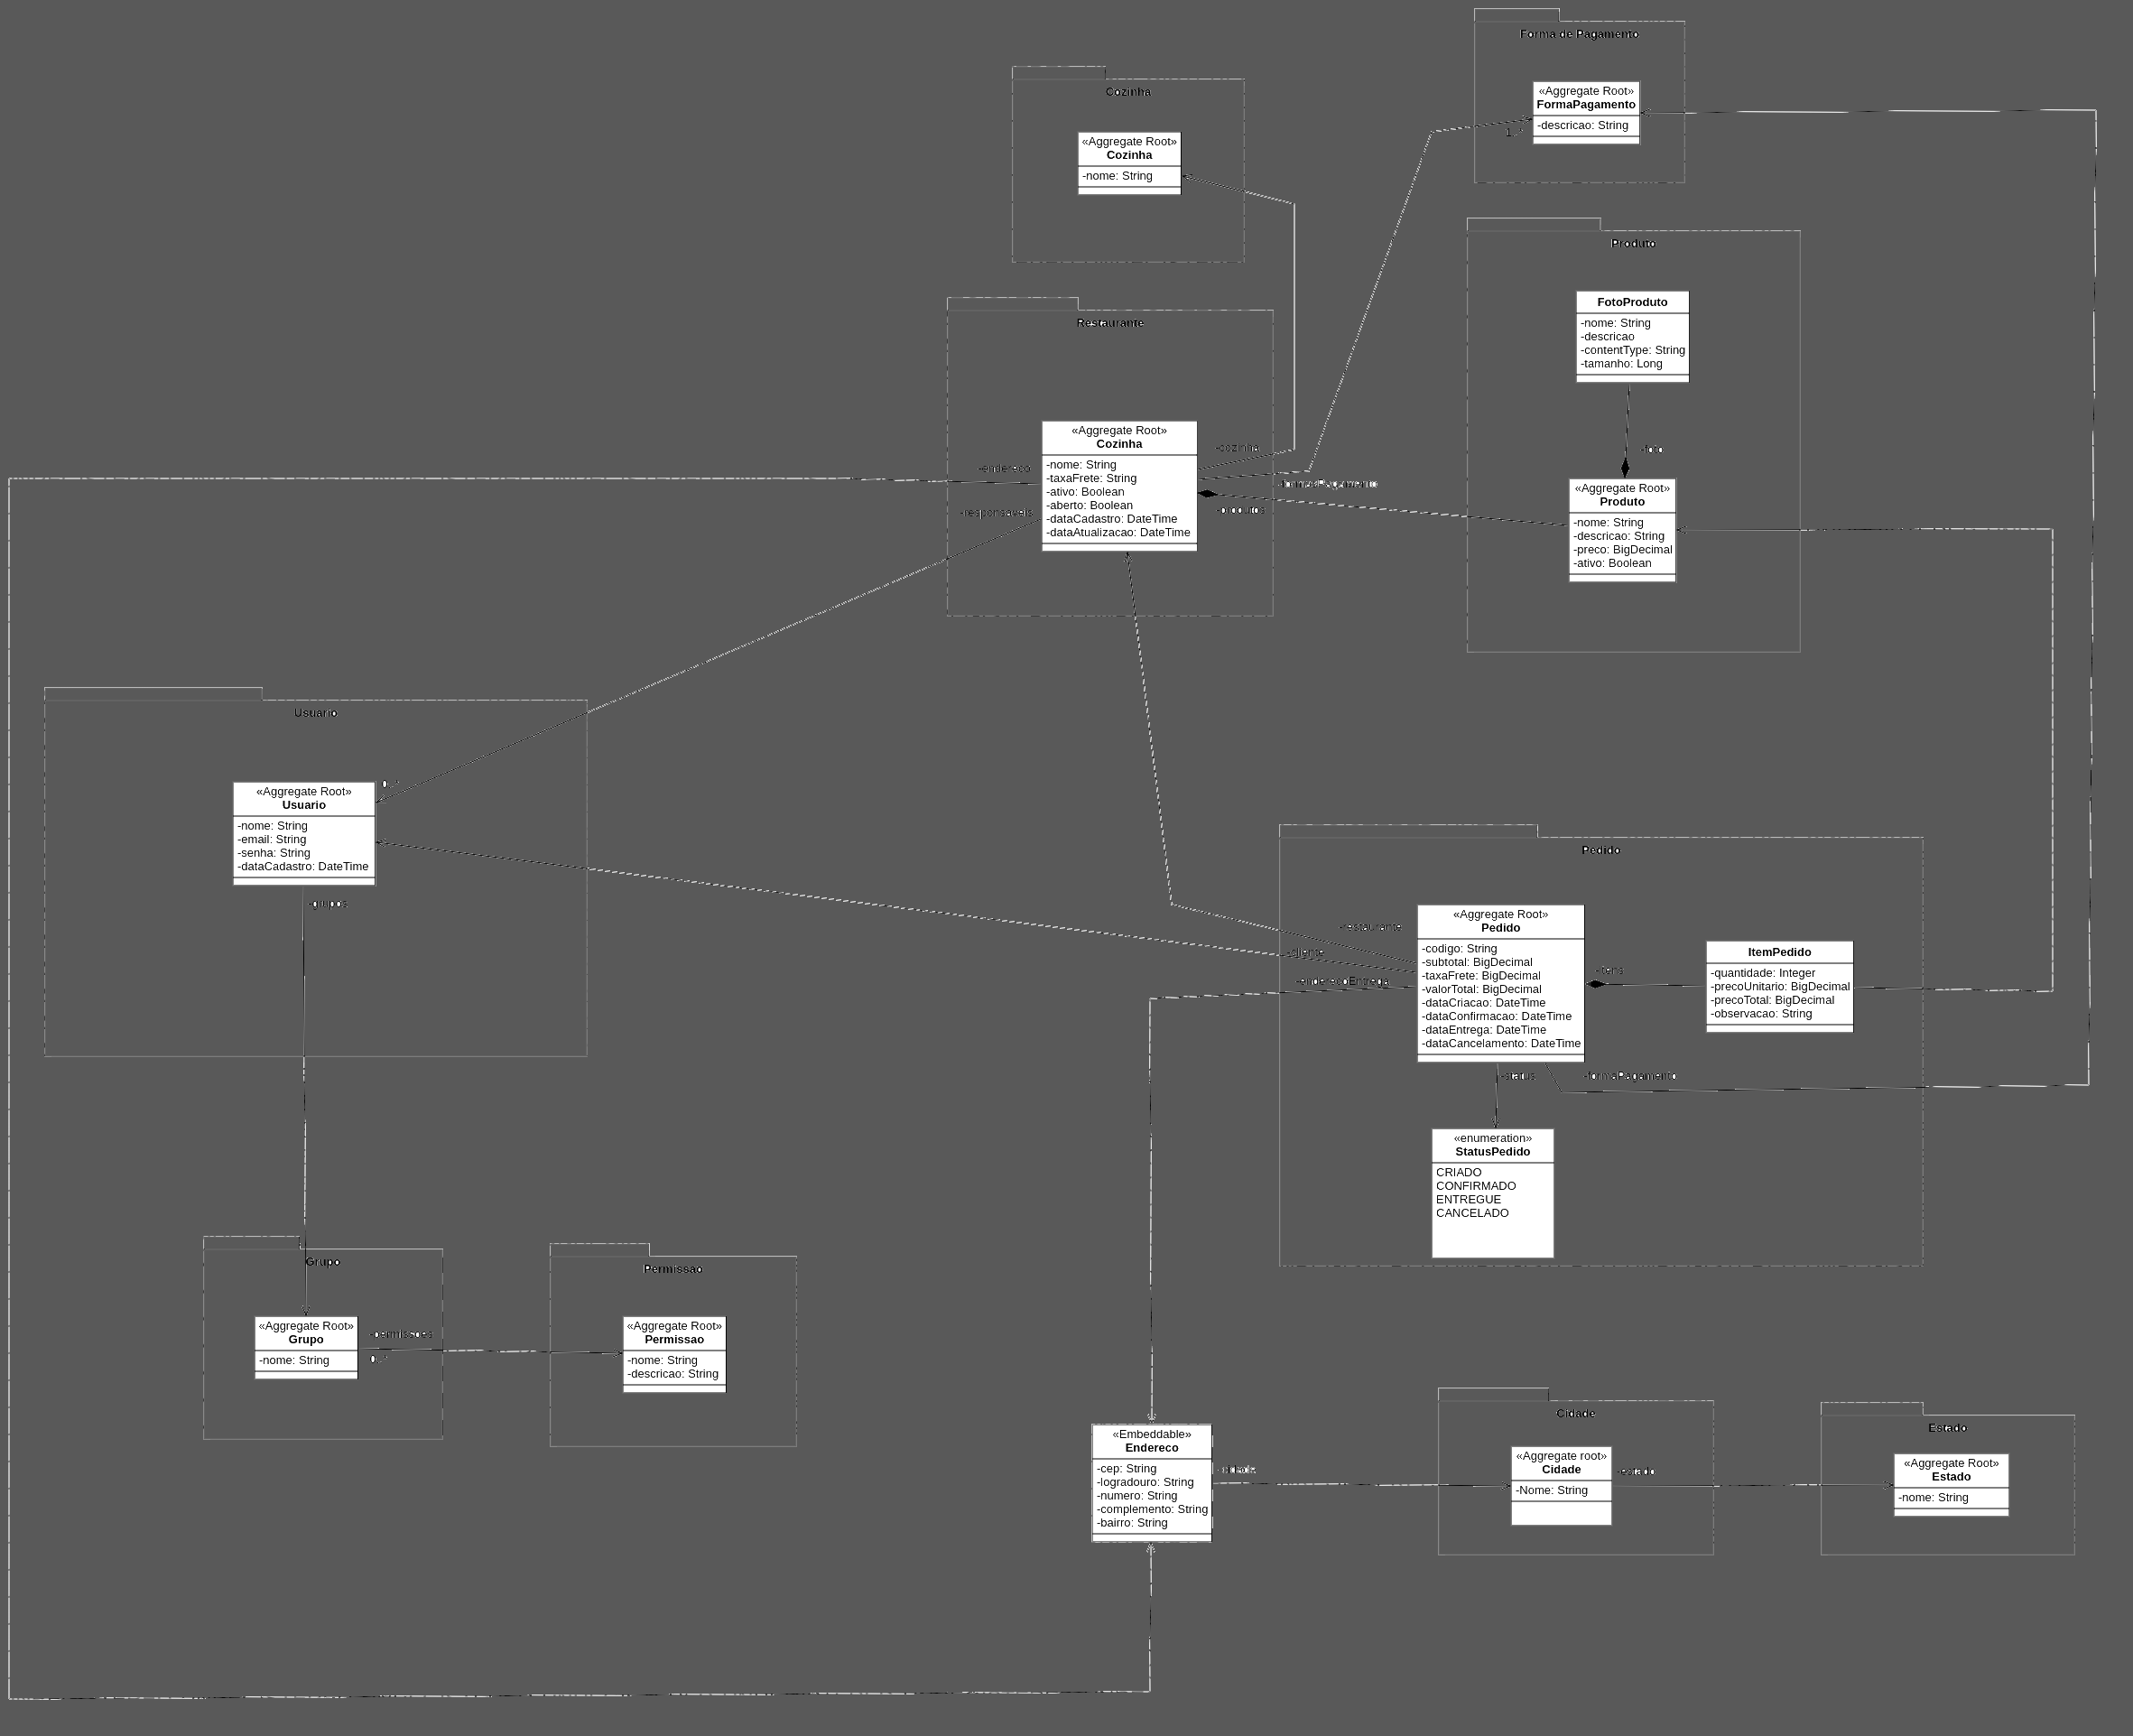 Forma de Pagamento
«Aggregate Root»
FormaPagamento
-descricao: String
1..*
Cozinha
«Aggregate Root»
Cozinha
-nome: String
Produto
FotoProduto
-nome: String
-descricao
-contentType: String
-tamanho: Long
-foto
«Aggregate Root»
Produto
-nome: String
-descricao: String
-preco: BigDecimal
-ativo: Boolean
Restaurante
«Aggregate Root»
Cozinha
-nome: String
-taxaFrete: String
-ativo: Boolean
-aberto: Boolean
-dataCadastro: DateTime
-dataAtualizacao: DateTime
-cozinha
-endereco
-formasPagamento
-responsaveis
-produtos
Usuario
0..*
«Aggregate Root»
Usuario
-nome: String
-email: String
-senha: String
-dataCadastro: DateTime
-grupos
Pedido
«Aggregate Root»
Pedido
-codigo: String
-subtotal: BigDecimal
-taxaFrete: BigDecimal
-valorTotal: BigDecimal
-dataCriacao: DateTime
-dataConfirmacao: DateTime
-dataEntrega: DateTime
-dataCancelamento: DateTime
-restaurante
-cliente
-enderecoEntrega
-itens
ItemPedido
-quantidade: Integer
-precoUnitario: BigDecimal
-precoTotal: BigDecimal
-observacao: String
-status
-formaPagamento
«enumeration»
StatusPedido
CRIADO
CONFIRMADO
ENTREGUE
CANCELADO
Grupo
«Aggregate Root»
Grupo
-nome: String
-permissoes
0..*
Permissao
«Aggregate Root»
Permissao
-nome: String
-descricao: String
«Embeddable»
Endereco
-cep: String
-logradouro: String
-numero: String
-complemento: String
-bairro: String
-cidade
Cidade
«Aggregate root»
Cidade
-Nome: String
-estado
Estado
«Aggregate Root»
Estado
-nome: String